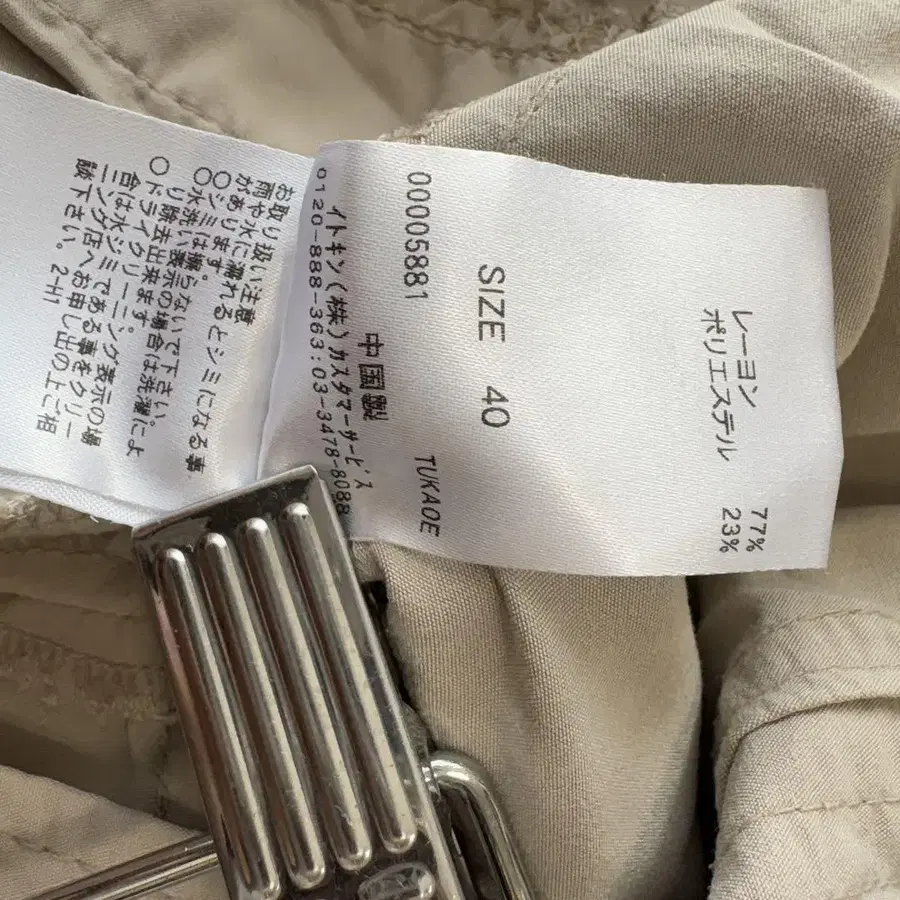 レーヨン 77%
ポリエステル 23%
SIZE 40
00005881 TUKAOE
中国製
イトキン(株)カスタマーサービス
0120-888-363:03-3478-8088
お取り扱い注意
雨や水に濡れるとシミになる事
があります。
○シミは擦らないで下さい。
○水洗い表示の場合は洗濯によ
り除去出来ます。
○ドライクリーニング表示の場
合は水ジミである事をクリー
ニング店へお申し出の上ご相
談下さい。 2-H1